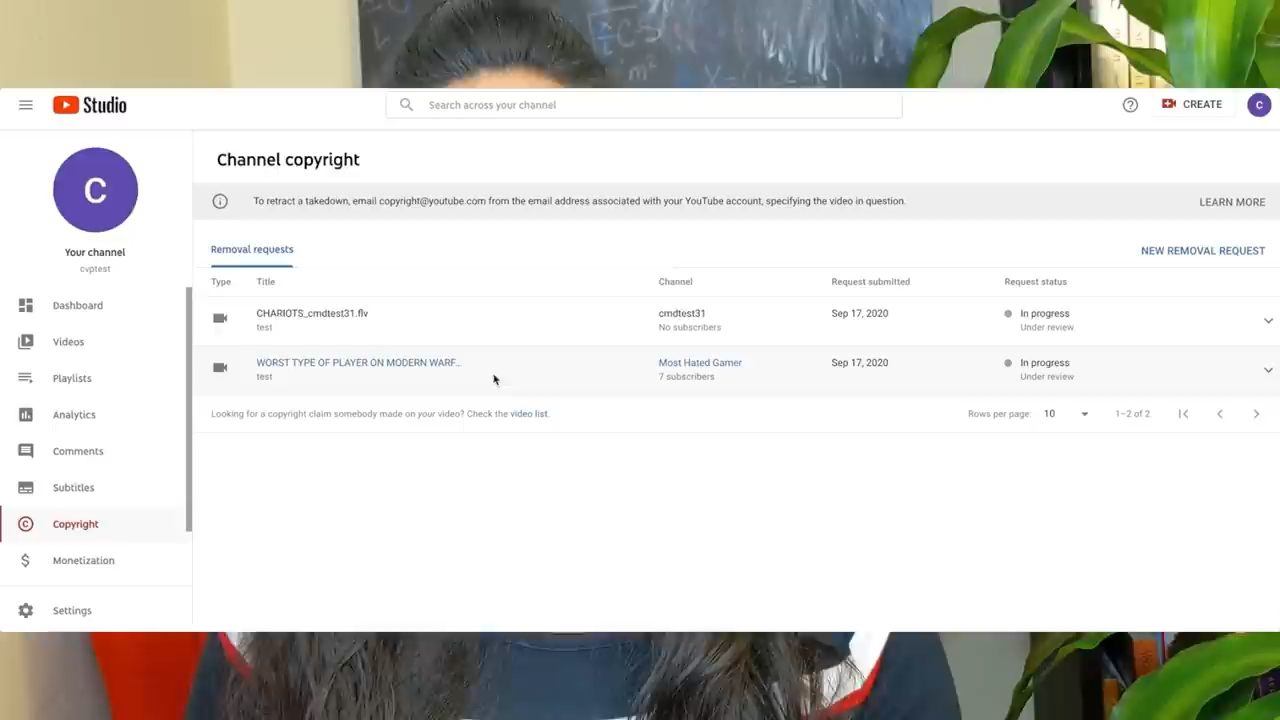 Studio
Search across your channel
CREATE
C
C
Your channel
cvptest
Dashboard
Videos
Playlists
Analytics
Comments
Subtitles
Copyright
Monetization
Settings
Channel copyright
To retract a takedown, email copyright@youtube.com from the email address associated with your YouTube account, specifying the video in question.
LEARN MORE
Removal requests
NEW REMOVAL REQUEST
Type Title Channel Request submitted Request status
CHARIOTS_cmdtest31.flv cmdtest31 Sep 17, 2020 In progress
test No subscribers Under review
WORST TYPE OF PLAYER ON MODERN WARF... Most Hated Gamer Sep 17, 2020 In progress
test 7 subscribers Under review
Looking for a copyright claim somebody made on your video? Check the video list.
Rows per page: 10 1–2 of 2